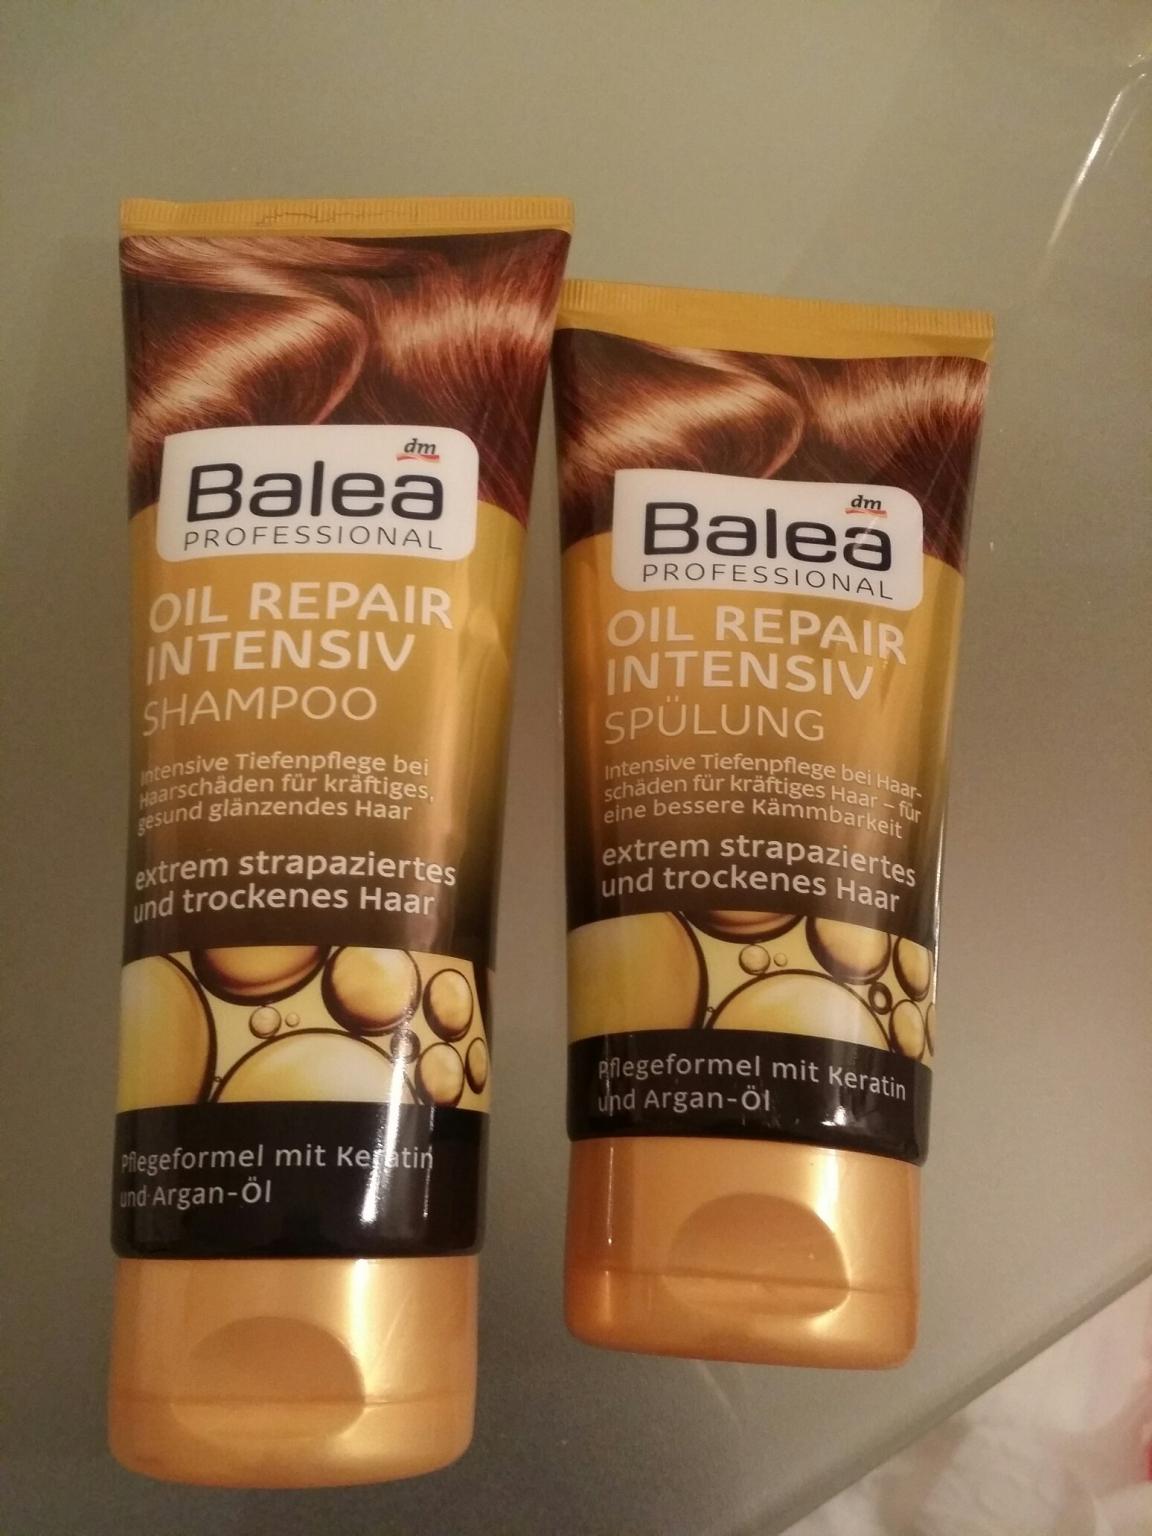 dm
Balea
PROFESSIONAL
OIL REPAIR
INTENSIV
SHAMPOO
Intensive Tiefenpflege bei
Haarschäden für kräftiges,
gesund glänzendes Haar
extrem strapaziertes
und trockenes Haar
Pflegeformel mit Keratin
und Argan-Öl
dm
Balea
PROFESSIONAL
OIL REPAIR
INTENSIV
SPÜLUNG
Intensive Tiefenpflege bei Haar-
schäden für kräftiges Haar – für
eine bessere Kämmbarkeit
extrem strapaziertes
und trockenes Haar
Pflegeformel mit Keratin
und Argan-Öl